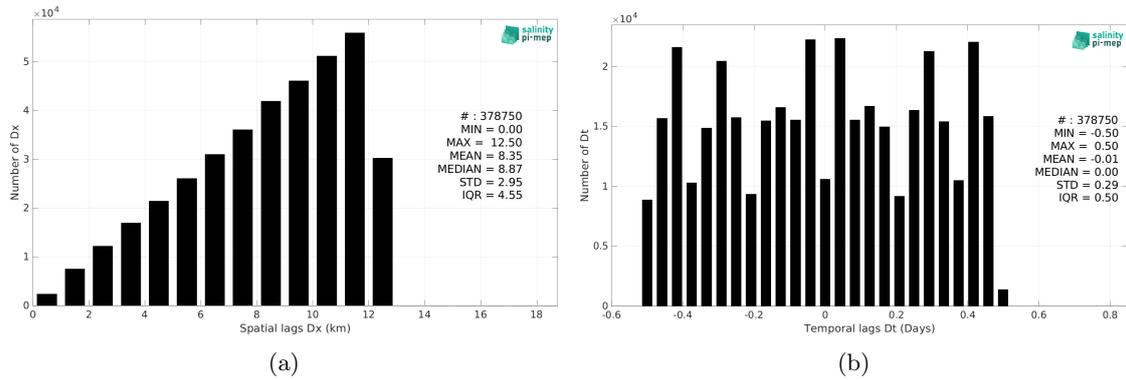 ×10⁴
salinity
pi-mep
# : 378750
MIN = 0.00
MAX = 12.50
MEAN = 8.35
MEDIAN = 8.87
STD = 2.95
IQR = 4.55
Number of Dx
5
4
3
2
1
0
0 2 4 6 8 10 12 14 16 18
Spatial lags Dx (km)
(a)
×10⁴
salinity
pi-mep
# : 378750
MIN = -0.50
MAX = 0.50
MEAN = -0.01
MEDIAN = 0.00
STD = 0.29
IQR = 0.50
Number of Dt
2
1.5
1
0.5
0
-0.6 -0.4 -0.2 0 0.2 0.4 0.6 0.8
Temporal lags Dt (Days)
(b)